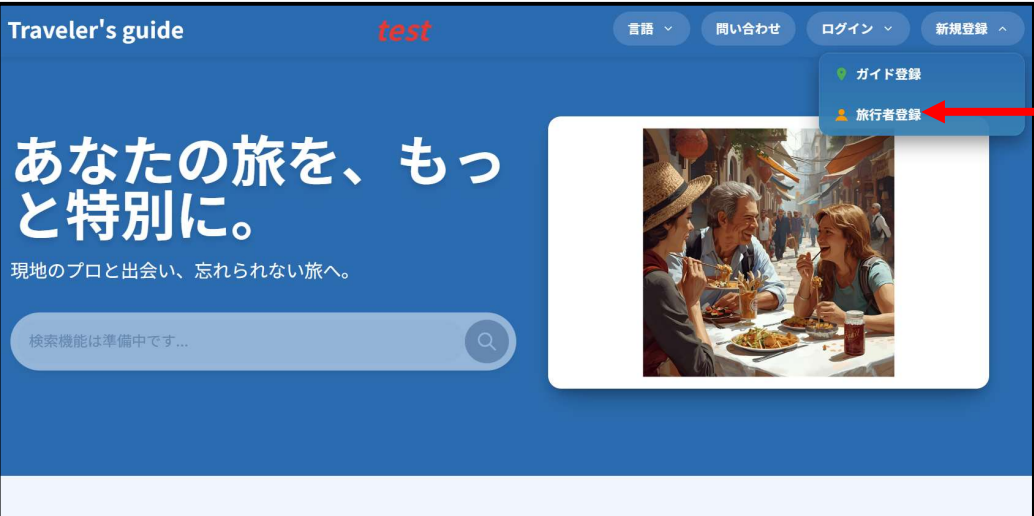 Traveler's guide
test
言語
問い合わせ
ログイン
新規登録
ガイド登録
旅行者登録
あなたの旅を、もっ
と特別に。
現地のプロと出会い、忘れられない旅へ。
検索機能は準備中です...